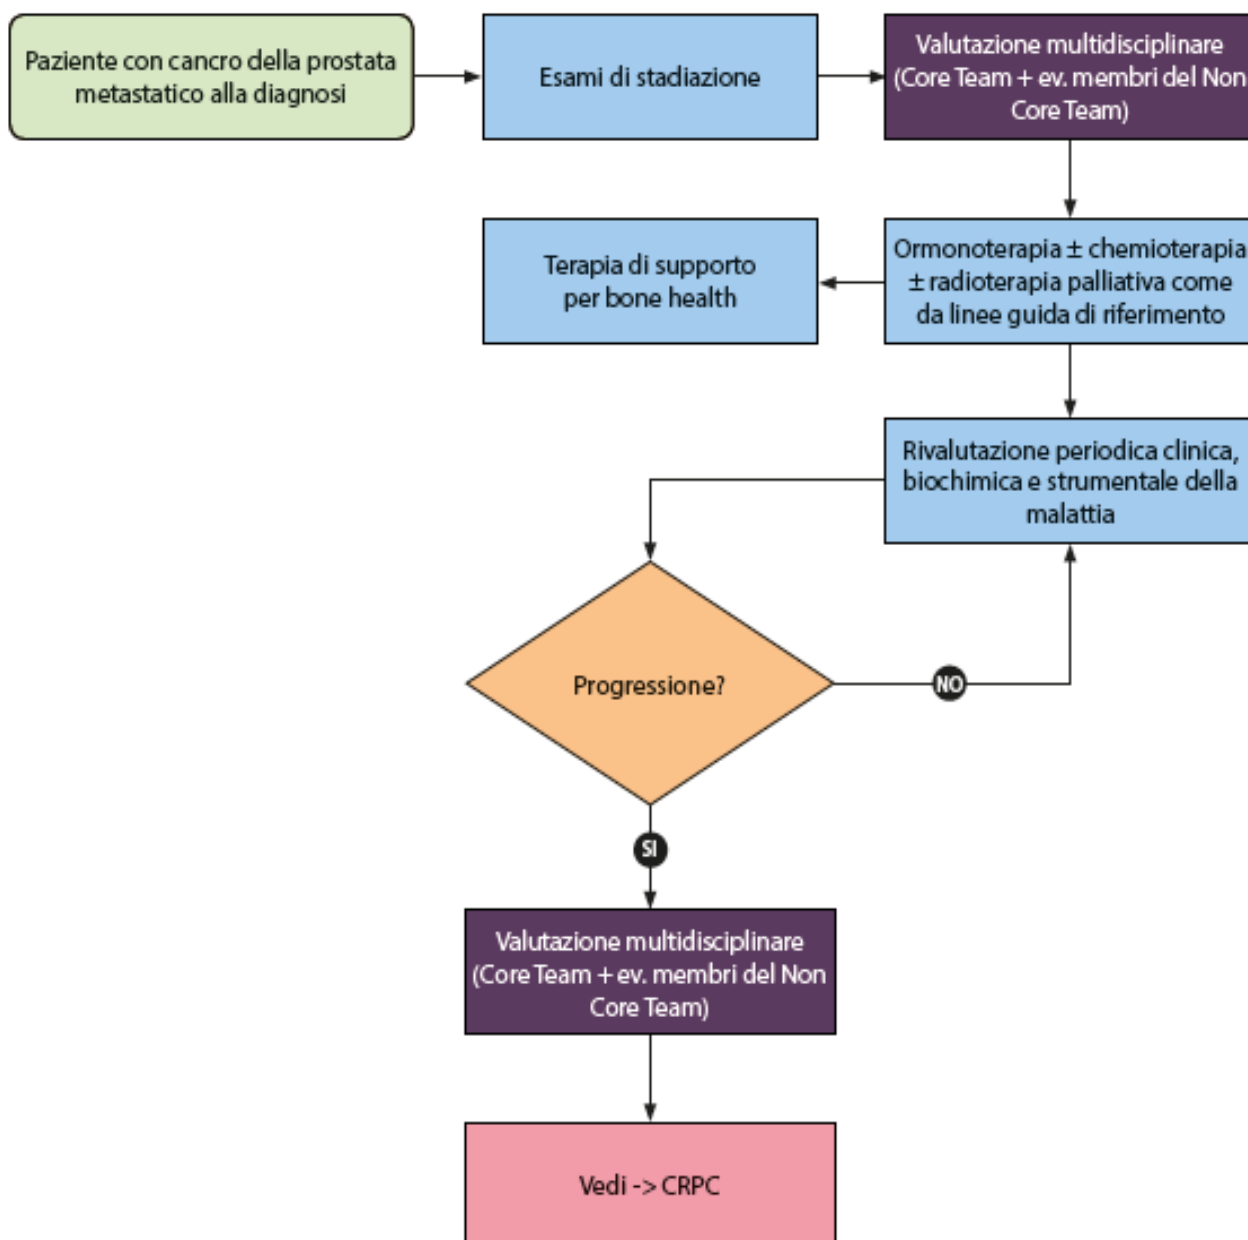 Paziente con cancro della prostata
metastatico alla diagnosi
Esami di stadiazione
Valutazione multidisciplinare
(Core Team + ev. membri del Non
Core Team)
Terapia di supporto
per bone health
Ormonoterapia ± chemioterapia
± radioterapia palliativa come
da linee guida di riferimento
Rivalutazione periodica clinica,
biochimica e strumentale della
malattia
Progressione?
NO
SI
Valutazione multidisciplinare
(Core Team + ev. membri del Non
Core Team)
Vedi -> CRPC